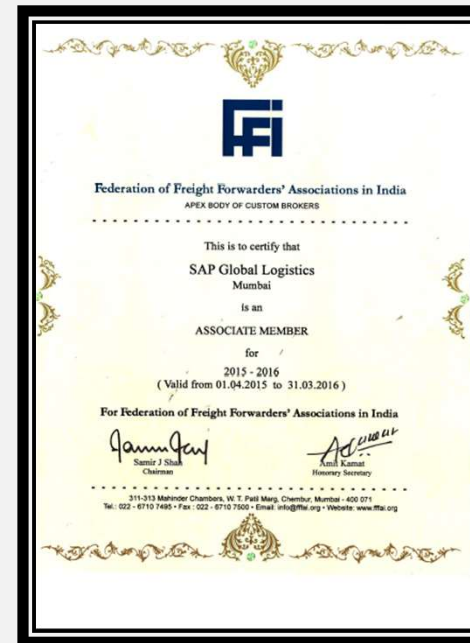 FFFI
Federation of Freight Forwarders' Associations in India
APEX BODY OF CUSTOM BROKERS
This is to certify that
SAP Global Logistics
Mumbai
is an
ASSOCIATE MEMBER
for
2015 - 2016
( Valid from 01.04.2015 to 31.03.2016 )
For Federation of Freight Forwarders' Associations in India
Samir J Shah
Chairman
Amit Kamat
Honorary Secretary
311-313 Mahinder Chambers, W. T. Patil Marg, Chembur, Mumbai - 400 071
Tel.: 022 - 6710 7495 • Fax : 022 - 6710 7500 • Email: info@fffai.org • Website: www.fffai.org